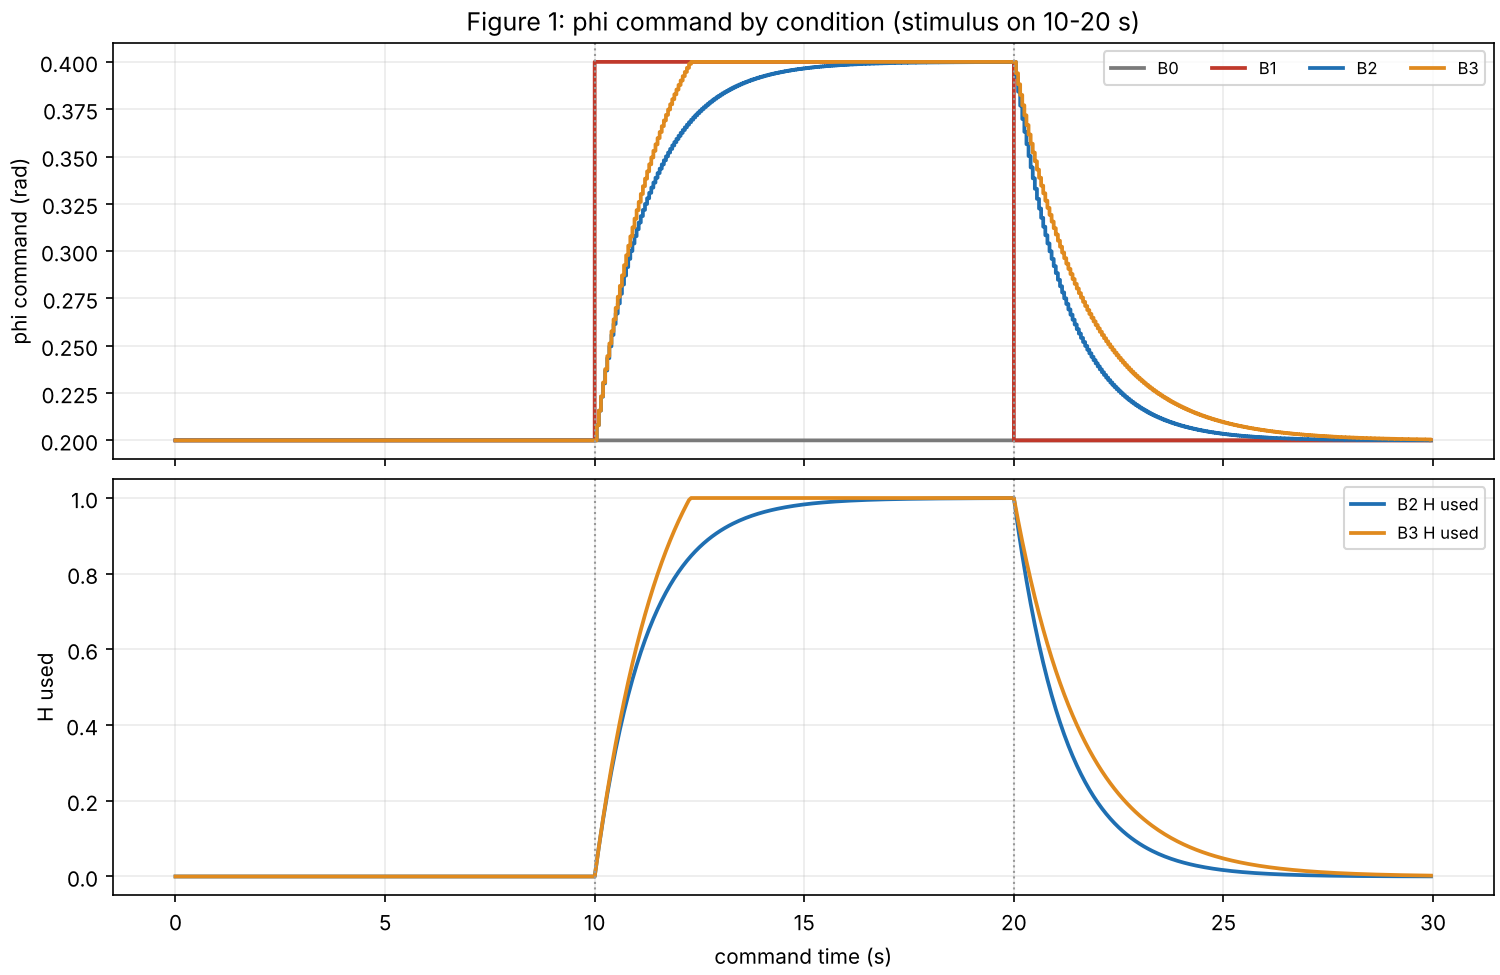 Figure 1: phi command by condition (stimulus on 10-20 s)
B0 B1 B2 B3
phi command (rad)
0.400
0.375
0.350
0.325
0.300
0.275
0.250
0.225
0.200
B2 H used
B3 H used
H used
1.0
0.8
0.6
0.4
0.2
0.0
0 5 10 15 20 25 30
command time (s)